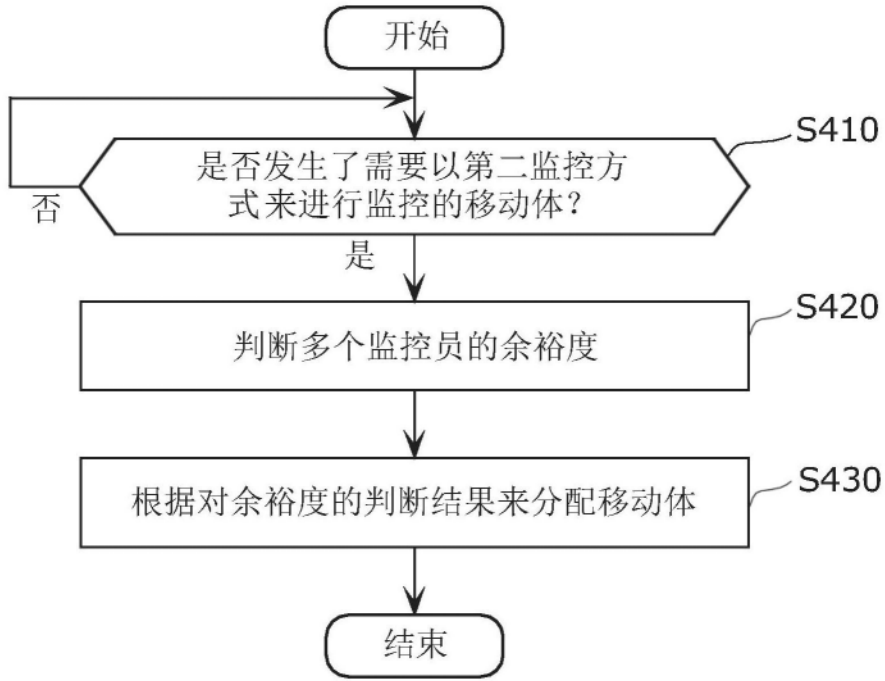 开始
S410
是否发生了需要以第二监控方
式来进行监控的移动体？
否
是
S420
判断多个监控员的余裕度
S430
根据对余裕度的判断结果来分配移动体
结束